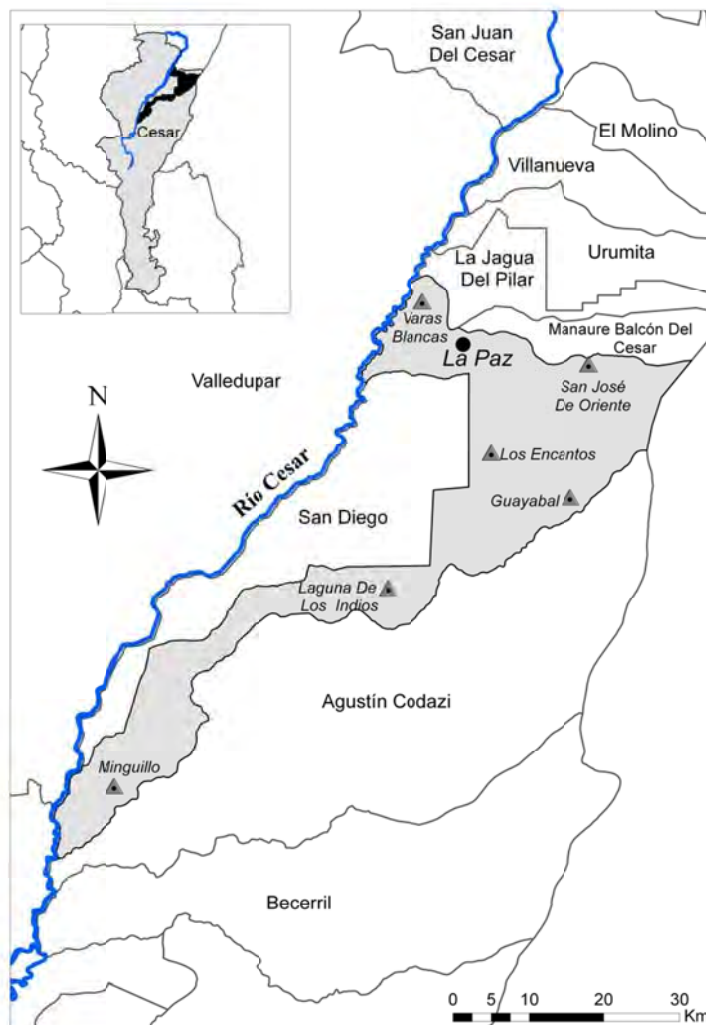 San Juan
Del Cesar
El Molino
Cesar
Villanueva
Urumita
La Jagua
Del Pilar
Varas
Blancas
Manaure Balcón Del
Cesar
La Paz
Valledupar
San José
De Oriente
N
Los Encantos
Río Cesar
Guayabal
San Diego
Laguna De
Los Indios
Agustín Codazi
Minguillo
Becerril
0 5 10 20 30
Km